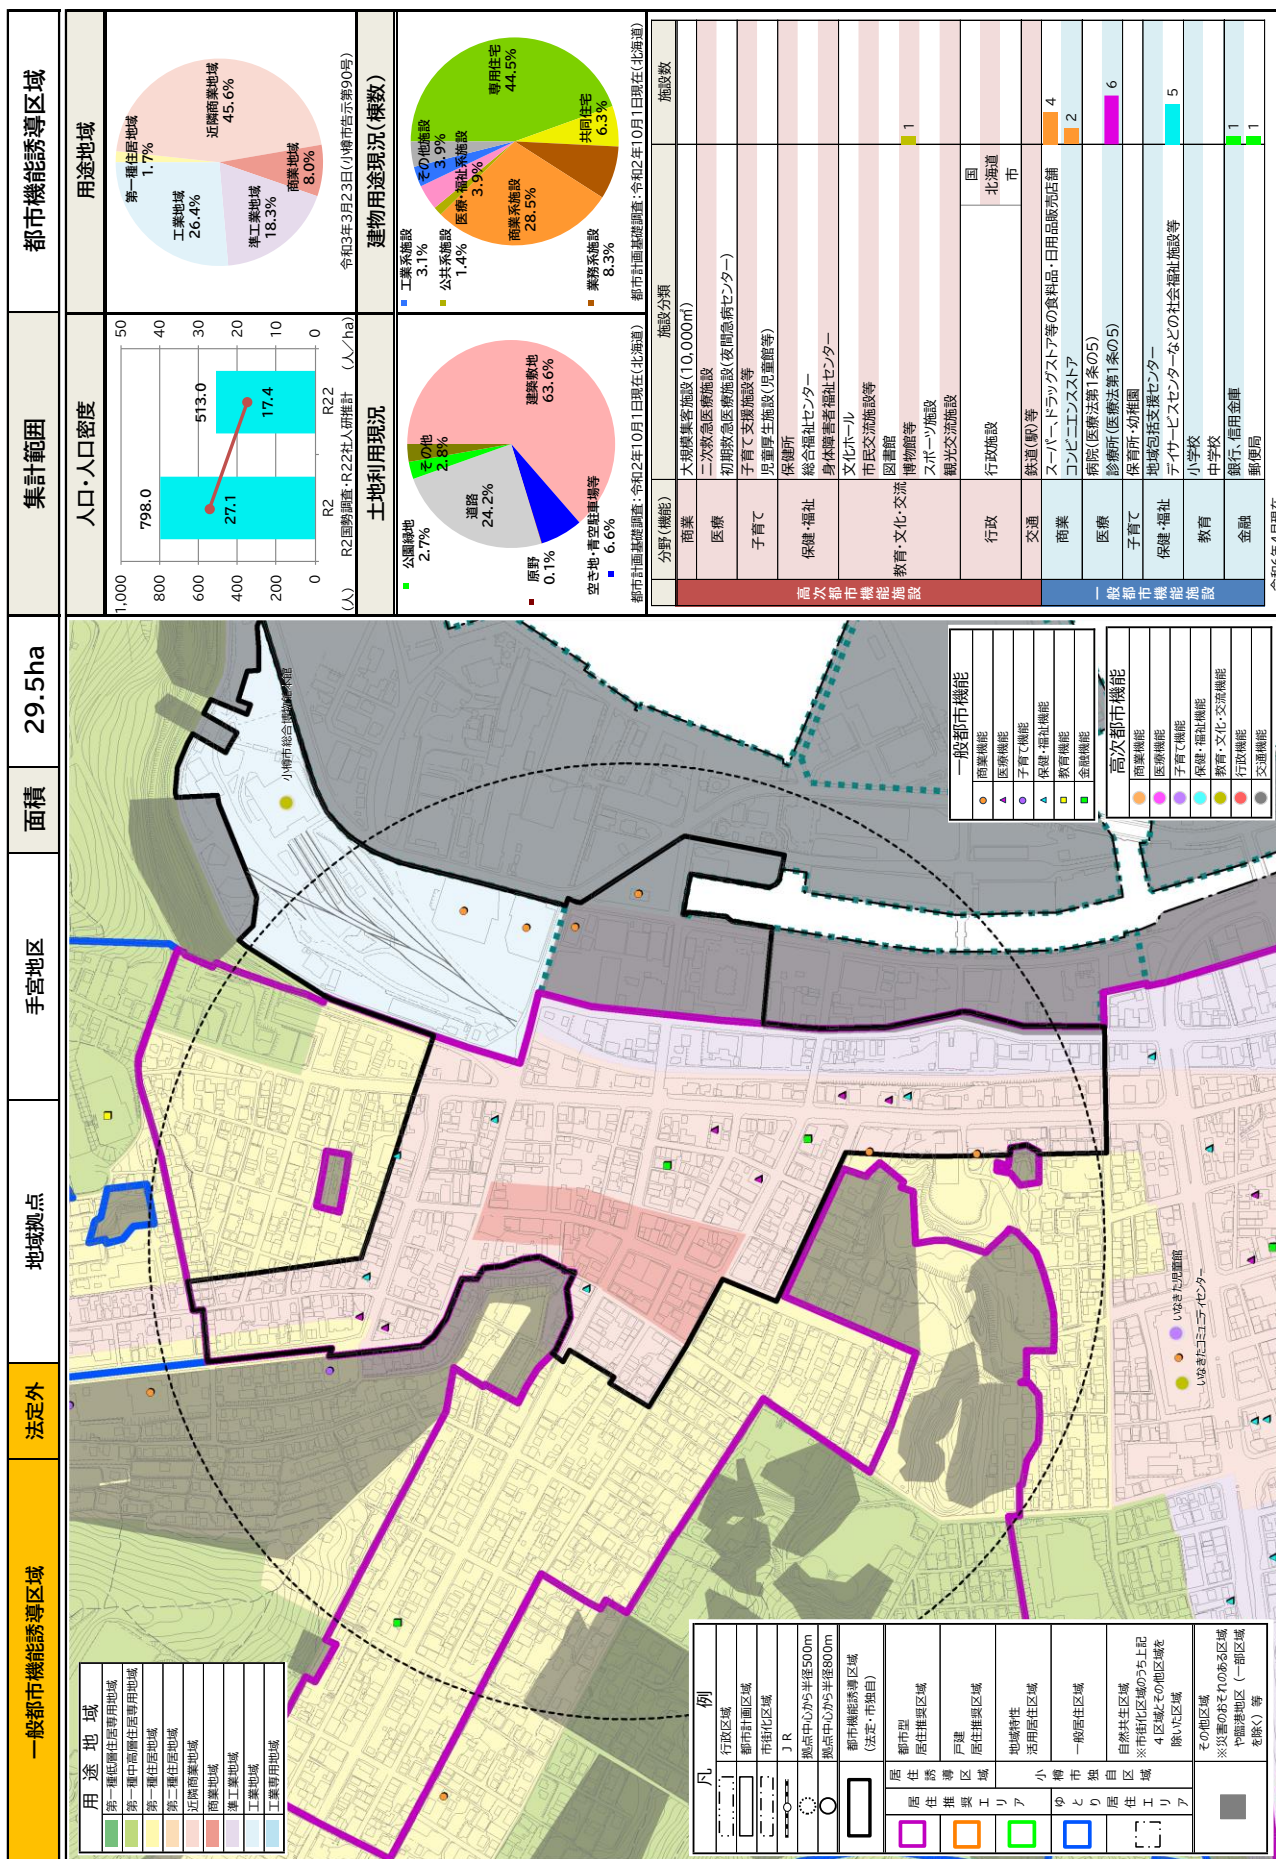 一般都市機能誘導区域
法定外
地域拠点
手宮地区
面積
29.5ha
集計範囲
都市機能誘導区域
用途地域
第一種低層住居専用地域
第一種中高層住居専用地域
第一種住居地域
第二種住居地域
近隣商業地域
商業地域
準工業地域
工業地域
工業専用地域
小樽市総合博物館本館
いなきた児童館
いなきたコミュニティセンター
凡例
行政区域
都市計画区域
市街化区域
JR
拠点中心から半径500m
拠点中心から半径800m
都市機能誘導区域
(法定・市独自)
居住推奨エリア
居住誘導区域
都市型
居住推奨区域
戸建
居住推奨区域
小樽市独自区域
地域特性
活用居住区域
ゆとり居住エリア
一般居住区域
自然共生区域
※市街化区域のうち上記
4区域とその他区域を
除いた区域
その他区域
※災害のおそれのある区域
や臨港地区(一部区域
を除く)等
一般都市機能
商業機能
医療機能
子育て機能
保健・福祉機能
教育機能
金融機能
高次都市機能
商業機能
医療機能
子育て機能
保健・福祉機能
教育・文化・交流機能
行政機能
交通機能
人口・人口密度
1,000
800
600
400
200
0
(人)
50
40
30
20
10
0
(人/ha)
798.0
513.0
27.1
17.4
R2
R22
R2国勢調査・R22社人研推計
用途地域
第一種住居地域
1.7%
近隣商業地域
45.6%
商業地域
8.0%
準工業地域
18.3%
工業地域
26.4%
令和3年3月23日(小樽市告示第90号)
土地利用現況
公園緑地
2.7%
その他
2.8%
道路
24.2%
建築敷地
63.6%
原野
0.1%
空き地・青空駐車場等
6.6%
都市計画基礎調査:令和2年10月1日現在(北海道)
建物用途現況(棟数)
工業系施設
3.1%
公共系施設
1.4%
その他施設
3.9%
医療・福祉系施設
3.9%
専用住宅
44.5%
共同住宅
6.3%
商業系施設
28.5%
業務系施設
8.3%
都市計画基礎調査:令和2年10月1日現在(北海道)
分野(機能)
施設分類
施設数
高次都市機能施設
商業
大規模集客施設(10,000㎡)
医療
二次救急医療施設
初期救急医療施設(夜間急病センター)
子育て
子育て支援施設等
児童厚生施設(児童館等)
保健・福祉
保健所
総合福祉センター
身体障害者福祉センター
教育・文化・交流
文化ホール
市民交流施設等
図書館
博物館等
1
スポーツ施設
観光交流施設
行政
行政施設
国
北海道
市
交通
鉄道(駅)等
一般都市機能施設
商業
スーパー、ドラッグストア等の食料品・日用品販売店舗
4
コンビニエンスストア
2
医療
病院(医療法第1条の5)
診療所(医療法第1条の5)
6
子育て
保育所・幼稚園
保健・福祉
地域包括支援センター
デイサービスセンターなどの社会福祉施設等
5
教育
小学校
中学校
金融
銀行、信用金庫
1
郵便局
1
令和6年4月現在